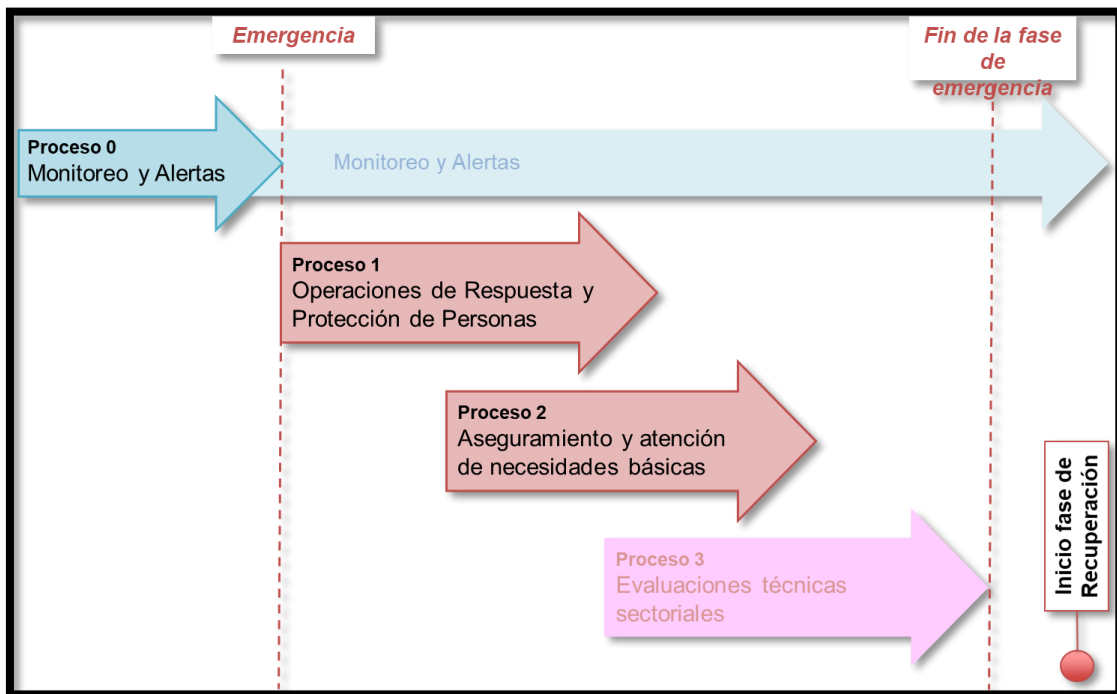 Emergencia
Fin de la fase
de
emergencia
Proceso 0
Monitoreo y Alertas
Monitoreo y Alertas
Proceso 1
Operaciones de Respuesta y
Protección de Personas
Proceso 2
Aseguramiento y atención
de necesidades básicas
Proceso 3
Evaluaciones técnicas
sectoriales
Inicio fase de
Recuperación